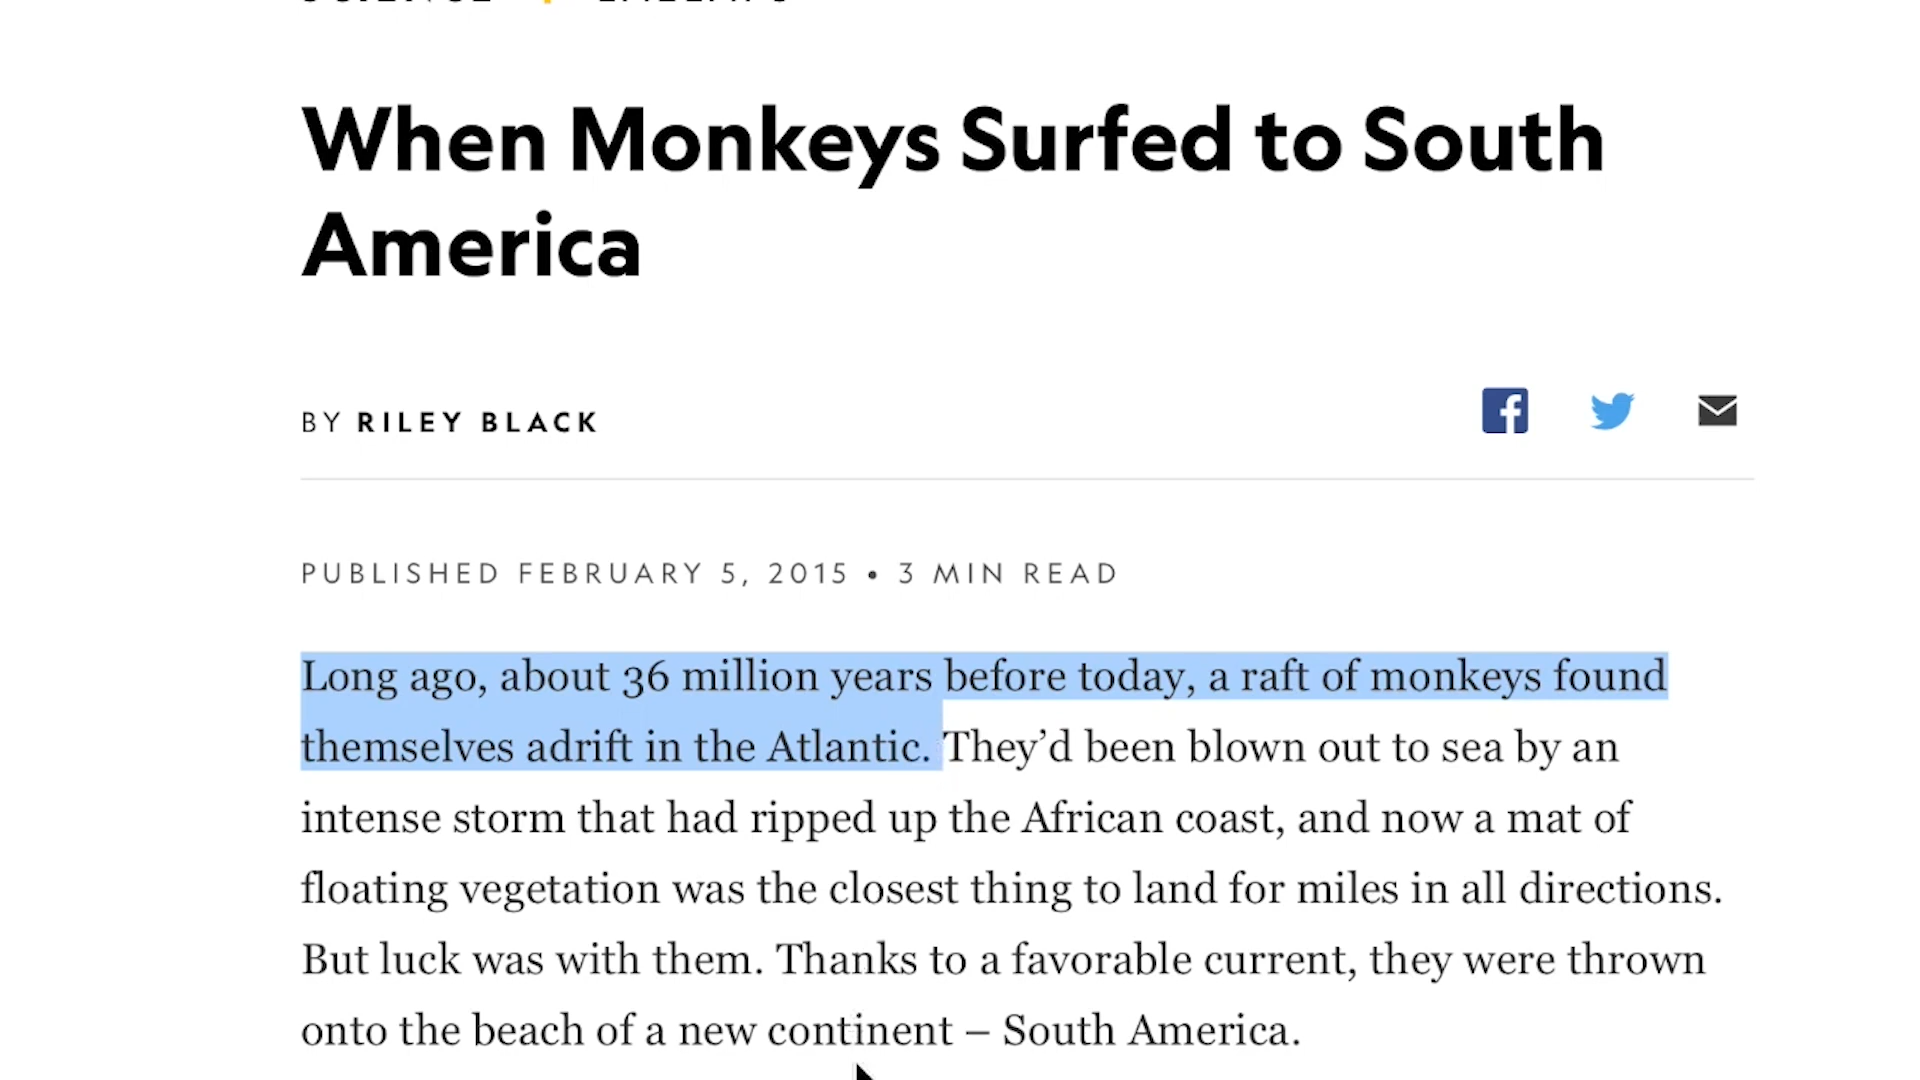 When Monkeys Surfed to South
America
BY RILEY BLACK
PUBLISHED FEBRUARY 5, 2015 • 3 MIN READ
Long ago, about 36 million years before today, a raft of monkeys found
themselves adrift in the Atlantic. They’d been blown out to sea by an
intense storm that had ripped up the African coast, and now a mat of
floating vegetation was the closest thing to land for miles in all directions.
But luck was with them. Thanks to a favorable current, they were thrown
onto the beach of a new continent – South America.